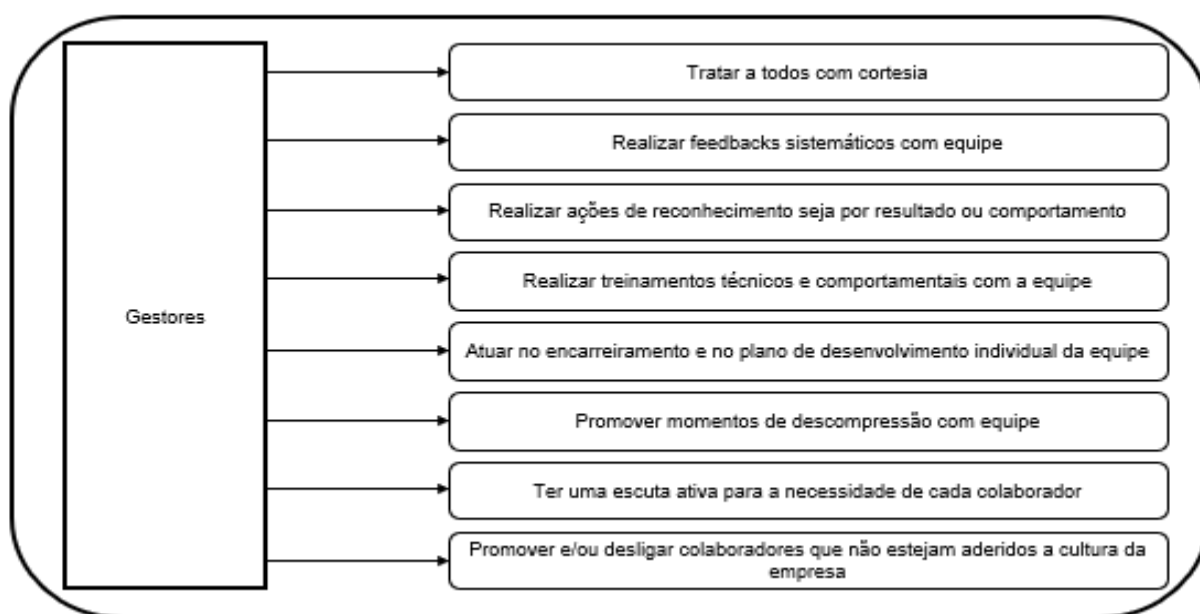 Tratar a todos com cortesia
Realizar feedbacks sistemáticos com equipe
Realizar ações de reconhecimento seja por resultado ou comportamento
Realizar treinamentos técnicos e comportamentais com a equipe
Gestores
Atuar no encarreiramento e no plano de desenvolvimento individual da equipe
Promover momentos de descompressão com equipe
Ter uma escuta ativa para a necessidade de cada colaborador
Promover e/ou desligar colaboradores que não estejam aderidos a cultura da
empresa